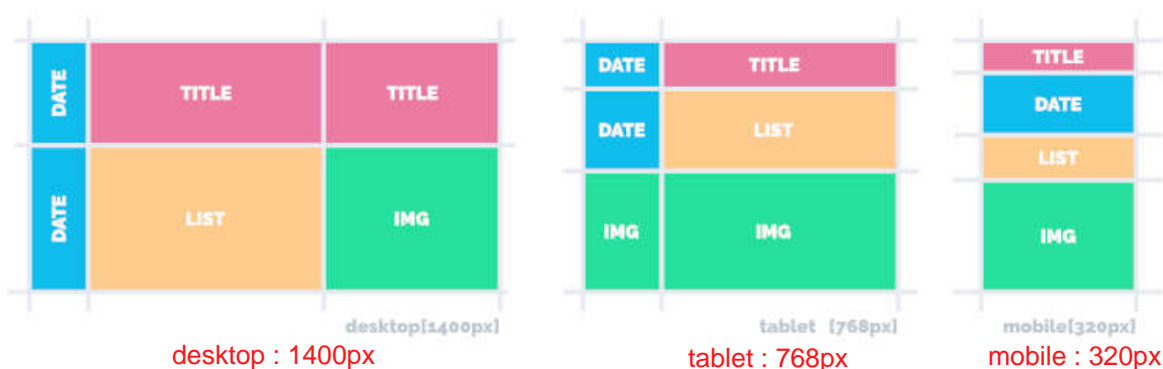 DATE
TITLE
TITLE
DATE
LIST
IMG
desktop[1400px]
desktop : 1400px
DATE
TITLE
DATE
LIST
IMG
IMG
tablet [768px]
tablet : 768px
TITLE
DATE
LIST
IMG
mobile[320px]
mobile : 320px